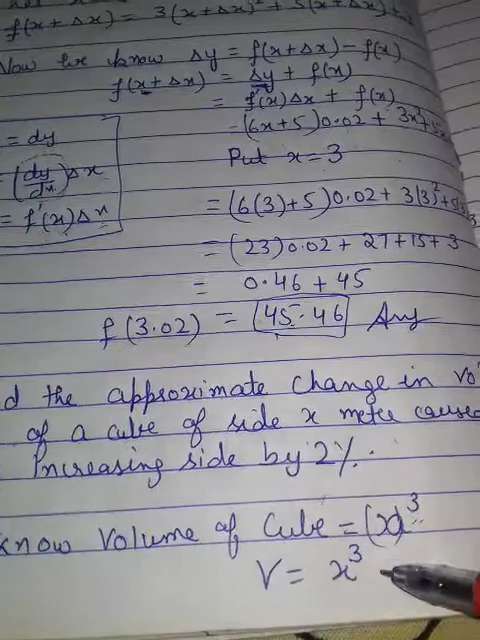 f(x+Δx) = 3(x+Δx)² + 5(x+Δx)+
Now we know Δy = f(x+Δx)-f(x)
f(x+Δx) = Δy + f(x)
= f'(x)Δx + f(x)
= dy
= (6x+5)0.02 + 3x²+5x
Put x=3
= (dy/dx)Δx
= f'(x)Δx
= (6(3)+5)0.02+3(3)²+5(3)
= (23)0.02+27+15+3
= 0.46+45
f(3.02) = 45.46 Ans
d the approximate change in vo
of a cube of side x meter caused
Increasing side by 2%.
know volume of Cube = (x)³
V = x³